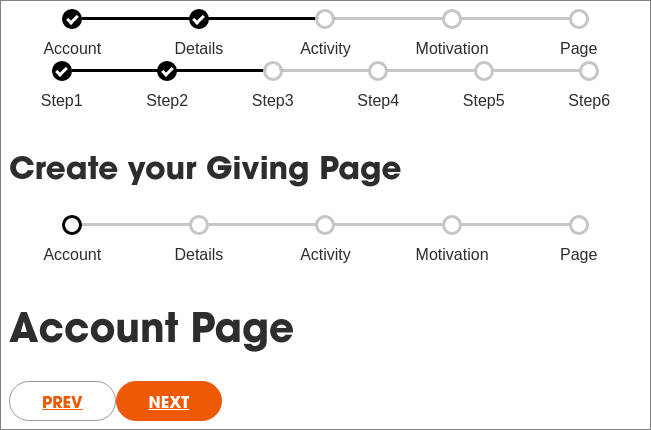 Account Details Activity Motivation Page
Step1 Step2 Step3 Step4 Step5 Step6
Create your Giving Page
Account Details Activity Motivation Page
Account Page
PREV NEXT